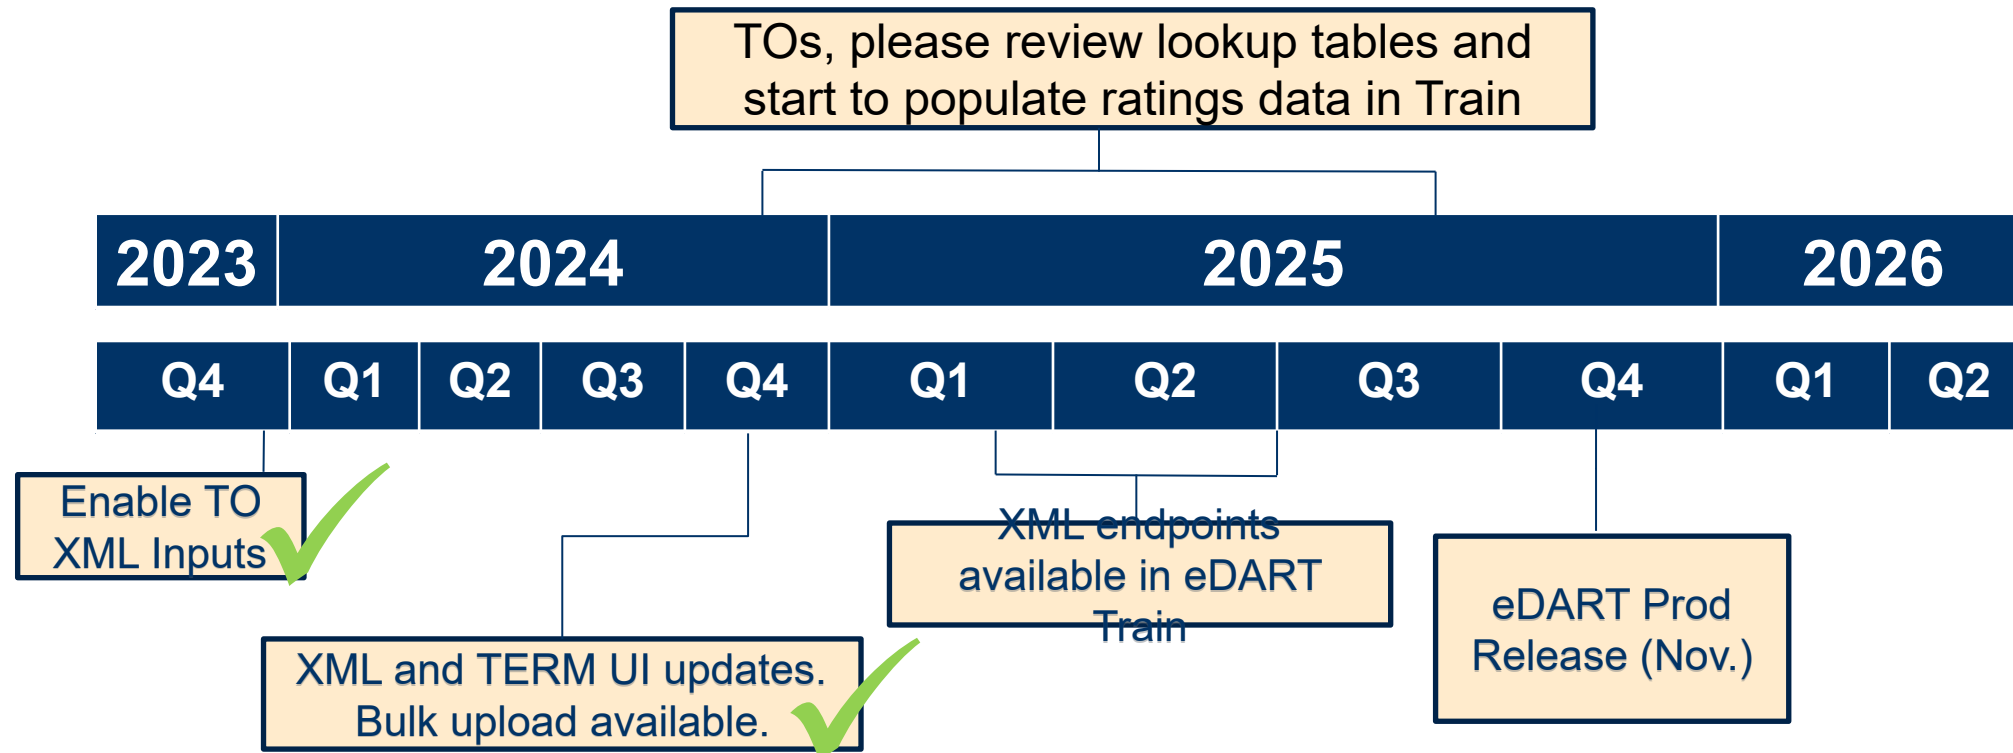 TOs, please review lookup tables and
start to populate ratings data in Train
2023 2024 2025 2026
Q4 Q1 Q2 Q3 Q4 Q1 Q2 Q3 Q4 Q1 Q2
Enable TO
XML Inputs
XML and TERM UI updates.
Bulk upload available.
XML endpoints
available in eDART
Train
eDART Prod
Release (Nov.)